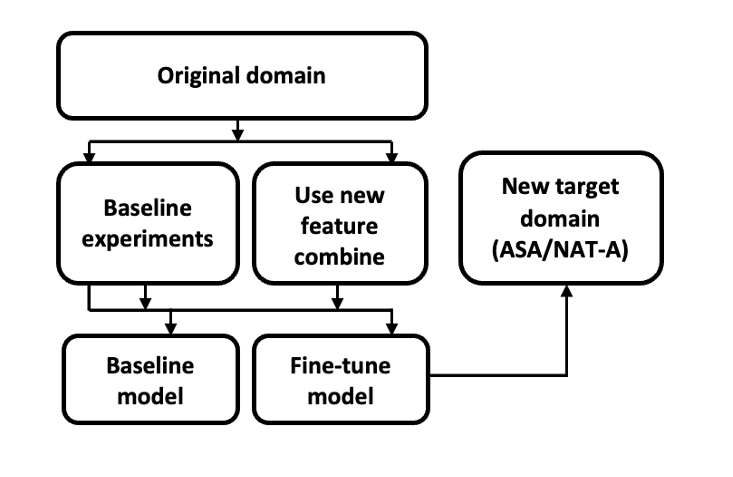 Original domain
Baseline
experiments
Use new
feature
combine
New target
domain
(ASA/NAT-A)
Baseline
model
Fine-tune
model